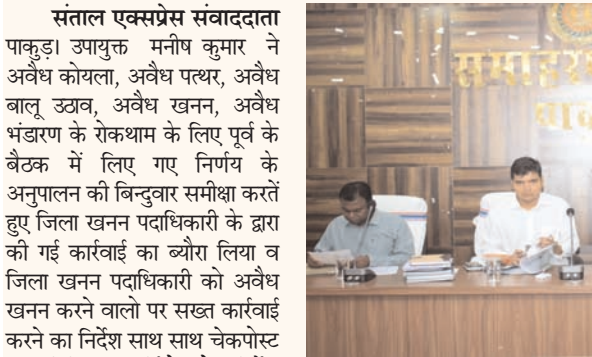 संताल एक्सप्रेस संवाददाता
पाकुड़। उपायुक्त मनीष कुमार ने
अवैध कोयला, अवैध पत्थर, अवैध
बालू उठाव, अवैध खनन, अवैध
भंडारण के रोकथाम के लिए पूर्व के
बैठक में लिए गए निर्णय के
अनुपालन की बिन्दुवार समीक्षा करतें
हुए जिला खनन पदाधिकारी के द्वारा
की गई कार्रवाई का ब्यौरा लिया व
जिला खनन पदाधिकारी को अवैध
खनन करने वालो पर सख्त कार्रवाई
करने का निर्देश साथ साथ चेकपोस्ट